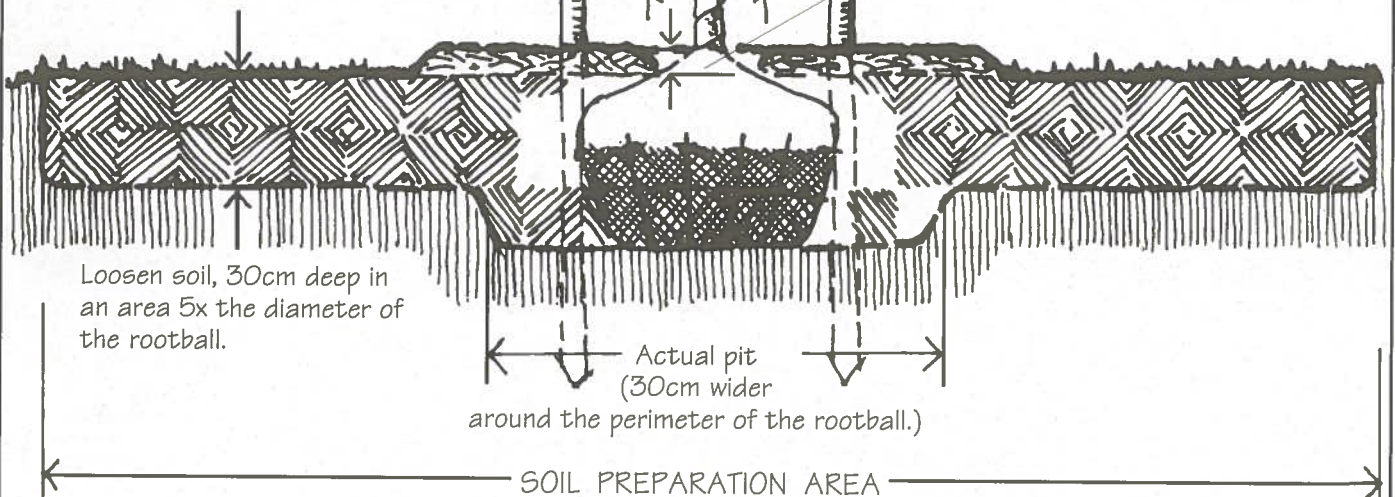 Loosen soil, 30cm deep in
an area 5x the diameter of
the rootball.
Actual pit
(30cm wider
around the perimeter of the rootball.)
SOIL PREPARATION AREA